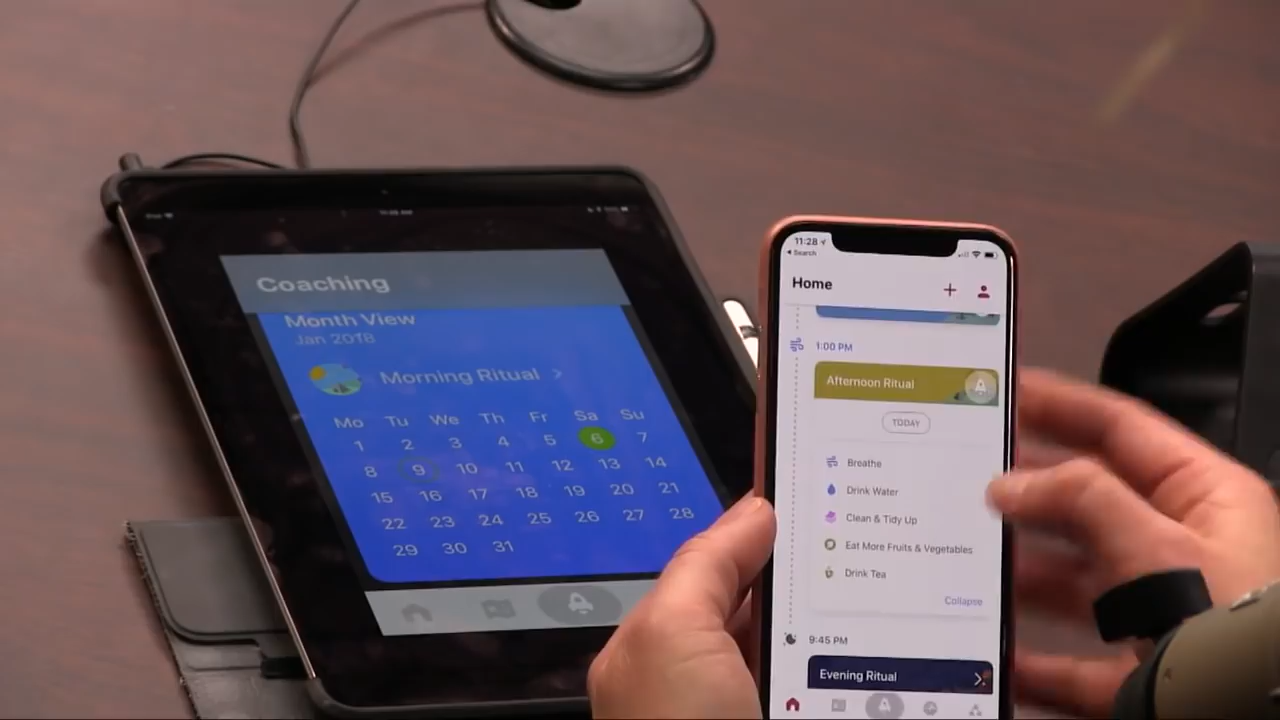 Coaching
Month View
Jan 2018
Morning Ritual >
Mo Tu We Th Fr Sa Su
1 2 3 4 5 6 7
8 9 10 11 12 13 14
15 16 17 18 19 20 21
22 23 24 25 26 27 28
29 30 31
11:28
Search
Home
1:00 PM
Afternoon Ritual
TODAY
Breathe
Drink Water
Clean & Tidy Up
Eat More Fruits & Vegetables
Drink Tea
Collapse
9:45 PM
Evening Ritual